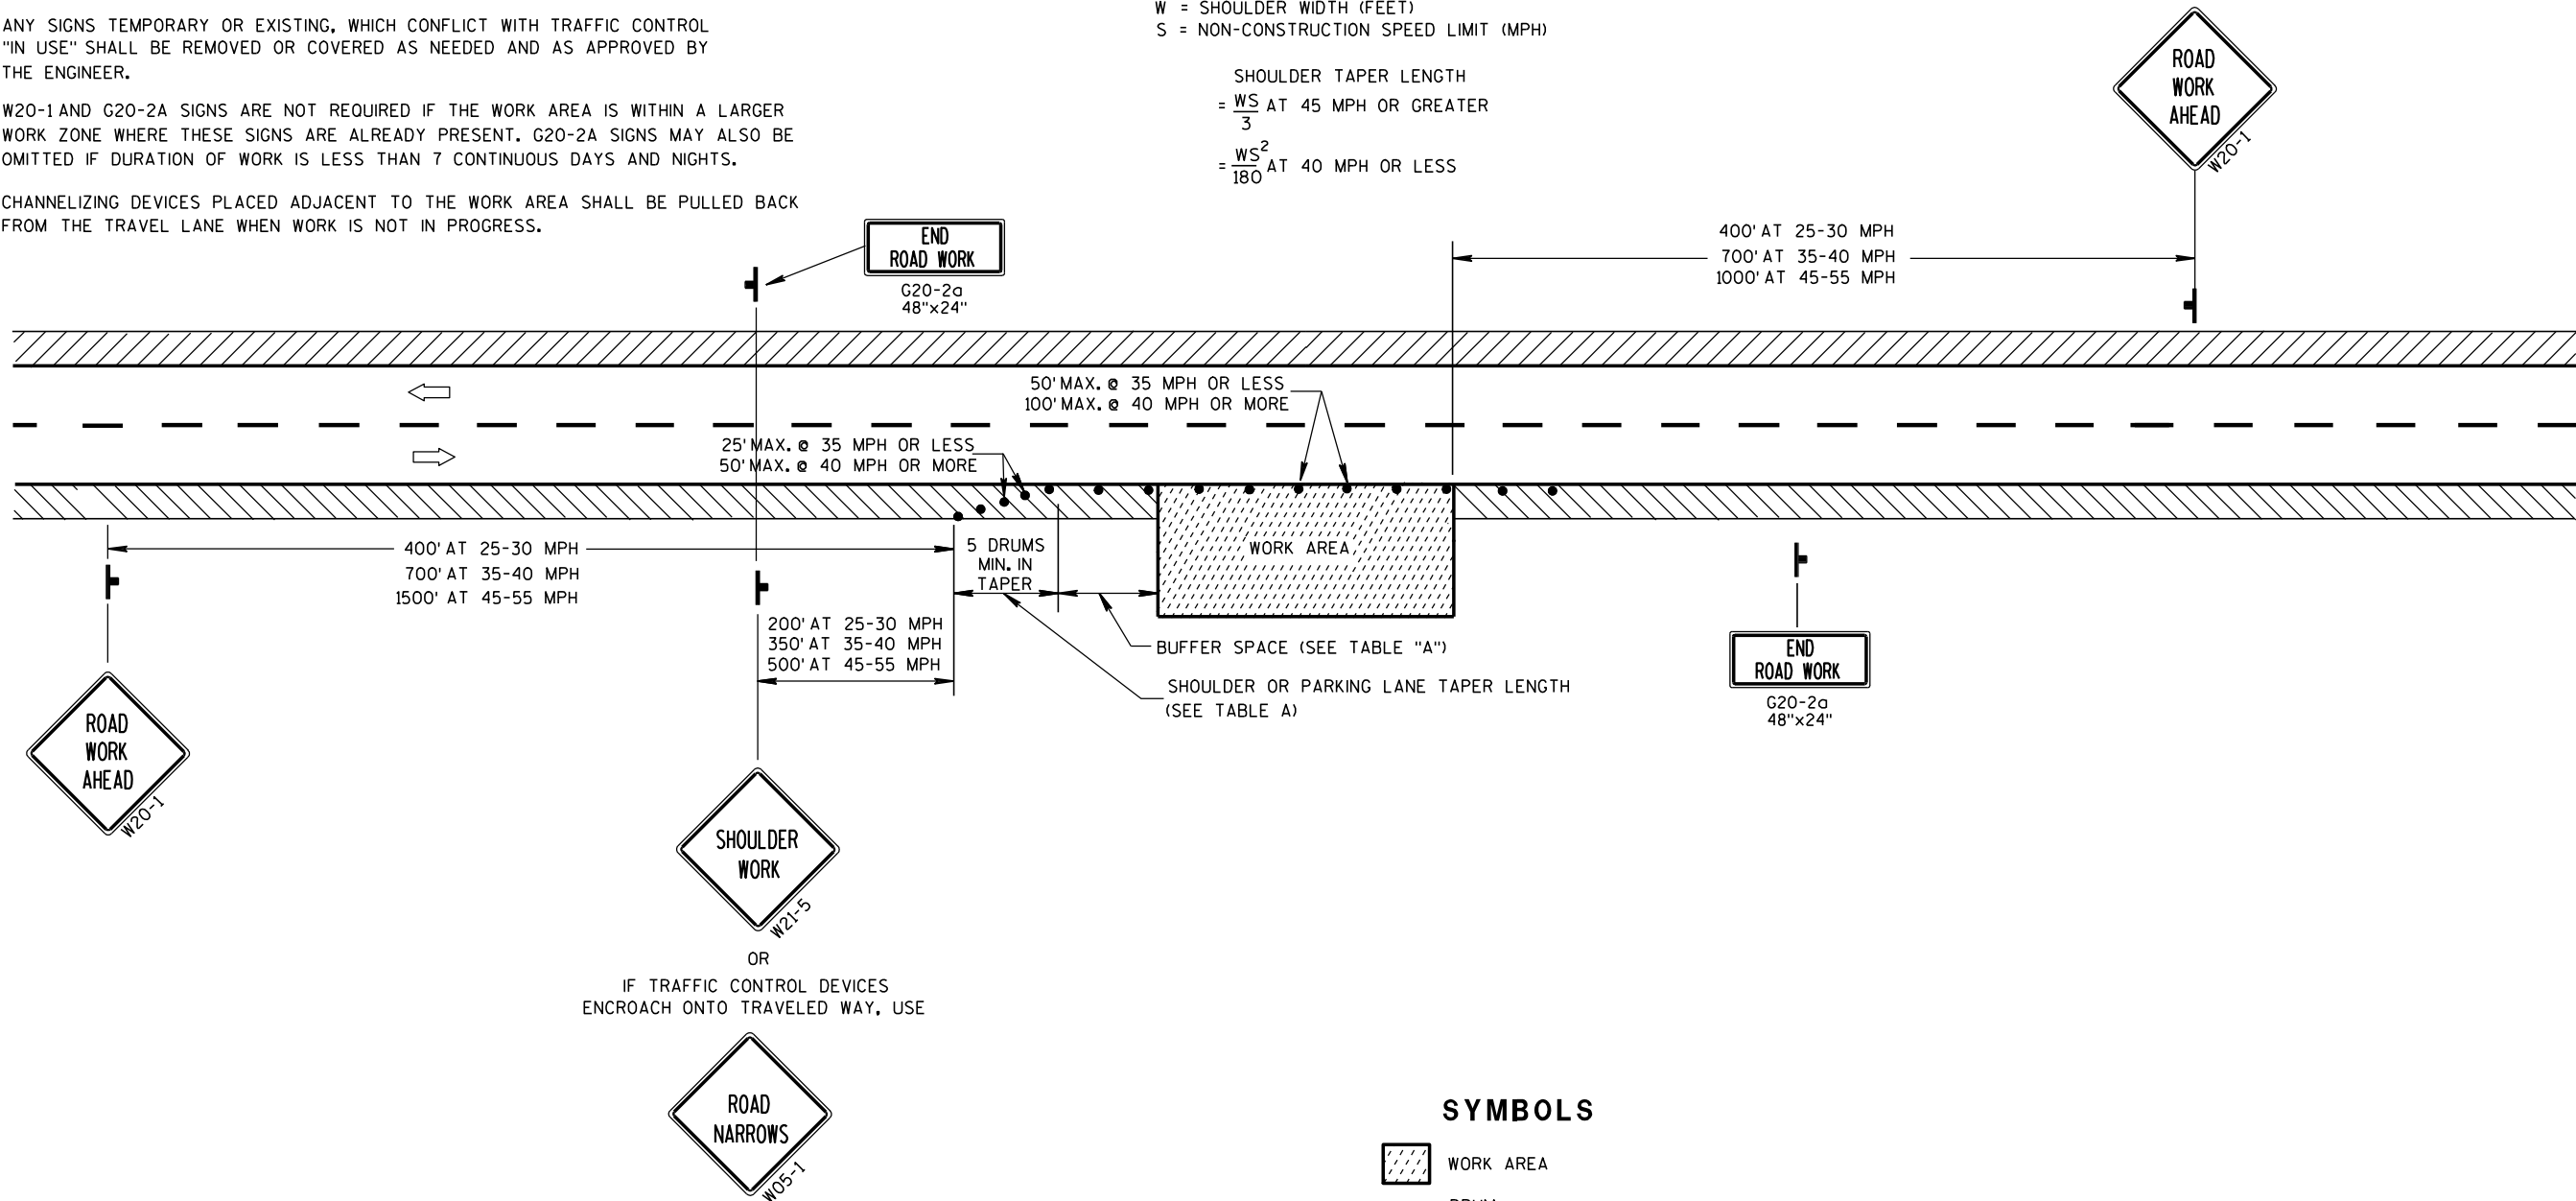 ANY SIGNS TEMPORARY OR EXISTING, WHICH CONFLICT WITH TRAFFIC CONTROL
"IN USE" SHALL BE REMOVED OR COVERED AS NEEDED AND AS APPROVED BY
THE ENGINEER.
W20-1 AND G20-2A SIGNS ARE NOT REQUIRED IF THE WORK AREA IS WITHIN A LARGER
WORK ZONE WHERE THESE SIGNS ARE ALREADY PRESENT. G20-2A SIGNS MAY ALSO BE
OMITTED IF DURATION OF WORK IS LESS THAN 7 CONTINUOUS DAYS AND NIGHTS.
CHANNELIZING DEVICES PLACED ADJACENT TO THE WORK AREA SHALL BE PULLED BACK
FROM THE TRAVEL LANE WHEN WORK IS NOT IN PROGRESS.
W = SHOULDER WIDTH (FEET)
S = NON-CONSTRUCTION SPEED LIMIT (MPH)
SHOULDER TAPER LENGTH
= WS/3 AT 45 MPH OR GREATER
= WS²/180 AT 40 MPH OR LESS
ROAD
WORK
AHEAD
W20-1
END
ROAD WORK
G20-2a
48"x24"
400' AT 25-30 MPH
700' AT 35-40 MPH
1000' AT 45-55 MPH
50' MAX. @ 35 MPH OR LESS
100' MAX. @ 40 MPH OR MORE
25' MAX. @ 35 MPH OR LESS
50' MAX. @ 40 MPH OR MORE
400' AT 25-30 MPH
700' AT 35-40 MPH
1500' AT 45-55 MPH
5 DRUMS
MIN. IN
TAPER
WORK AREA
200' AT 25-30 MPH
350' AT 35-40 MPH
500' AT 45-55 MPH
BUFFER SPACE (SEE TABLE "A")
SHOULDER OR PARKING LANE TAPER LENGTH
(SEE TABLE A)
END
ROAD WORK
G20-2a
48"x24"
ROAD
WORK
AHEAD
W20-1
SHOULDER
WORK
W21-5
OR
IF TRAFFIC CONTROL DEVICES
ENCROACH ONTO TRAVELED WAY, USE
ROAD
NARROWS
W05-1
SYMBOLS
WORK AREA